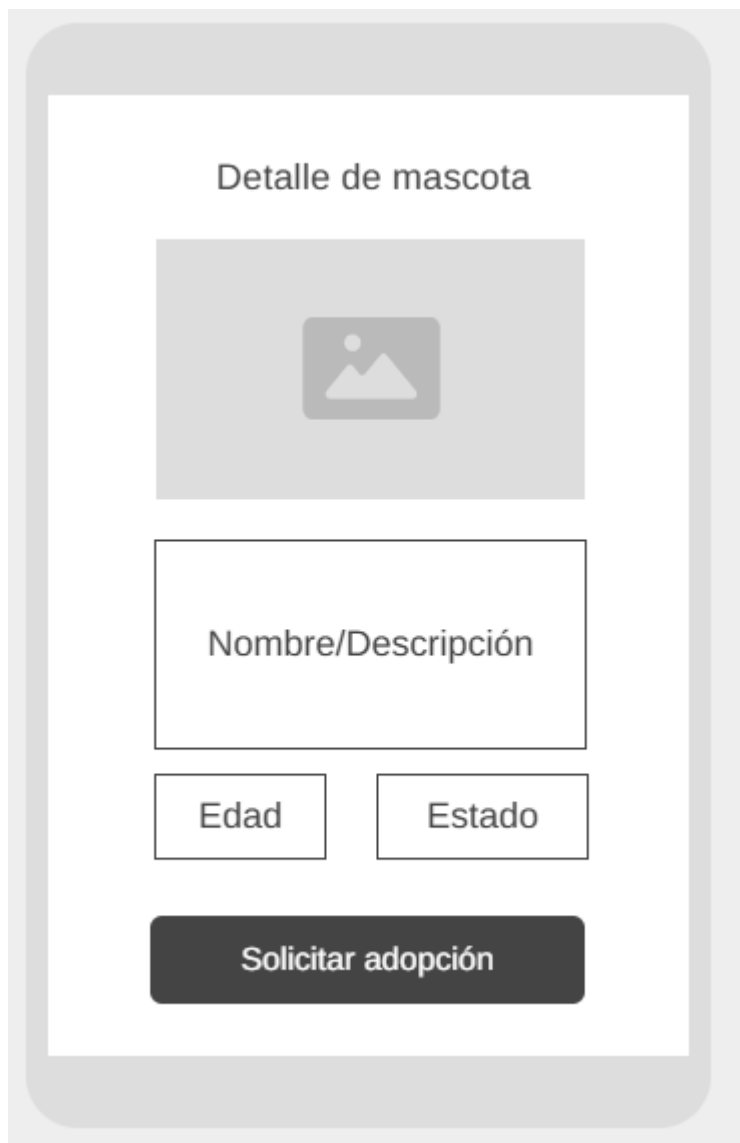 Detalle de mascota
Nombre/Descripción
Edad
Estado
Solicitar adopción